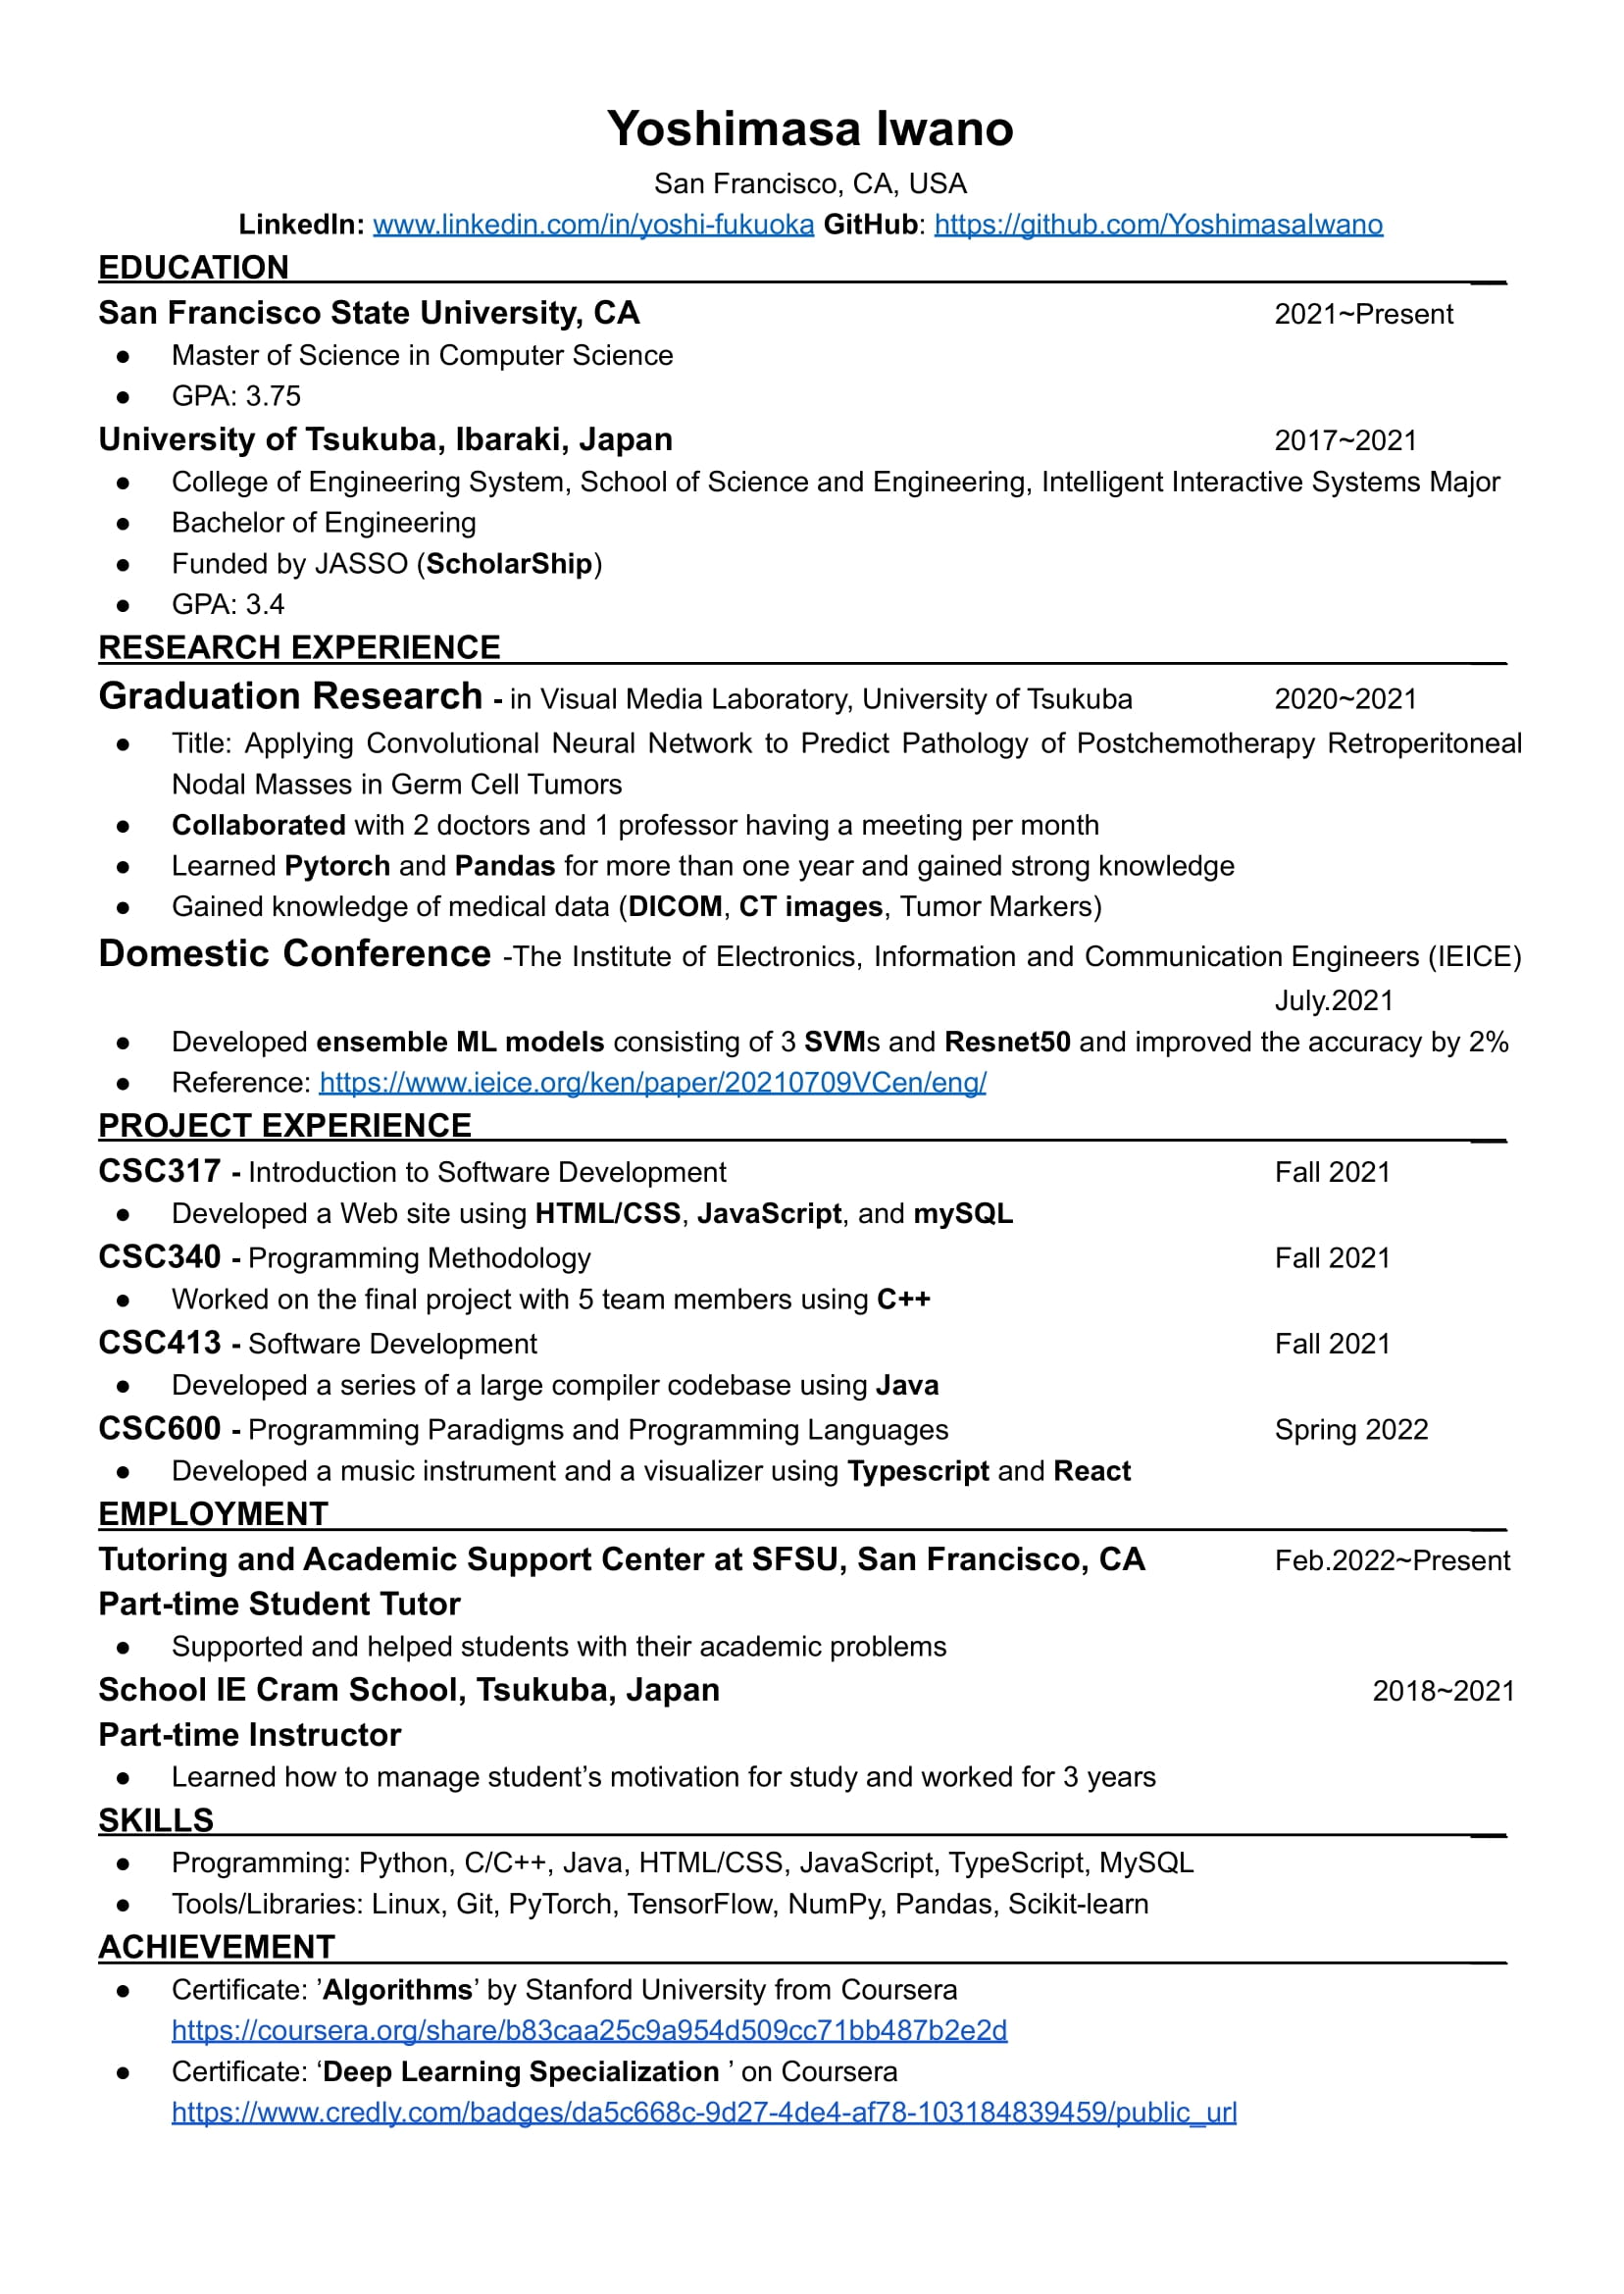 Yoshimasa Iwano
San Francisco, CA, USA
LinkedIn: www.linkedin.com/in/yoshi-fukuoka GitHub: https://github.com/YoshimasaIwano
EDUCATION
San Francisco State University, CA 2021~Present
● Master of Science in Computer Science
● GPA: 3.75
University of Tsukuba, Ibaraki, Japan 2017~2021
● College of Engineering System, School of Science and Engineering, Intelligent Interactive Systems Major
● Bachelor of Engineering
● Funded by JASSO (ScholarShip)
● GPA: 3.4
RESEARCH EXPERIENCE
Graduation Research - in Visual Media Laboratory, University of Tsukuba 2020~2021
● Title: Applying Convolutional Neural Network to Predict Pathology of Postchemotherapy Retroperitoneal
Nodal Masses in Germ Cell Tumors
● Collaborated with 2 doctors and 1 professor having a meeting per month
● Learned Pytorch and Pandas for more than one year and gained strong knowledge
● Gained knowledge of medical data (DICOM, CT images, Tumor Markers)
Domestic Conference -The Institute of Electronics, Information and Communication Engineers (IEICE)
July.2021
● Developed ensemble ML models consisting of 3 SVMs and Resnet50 and improved the accuracy by 2%
● Reference: https://www.ieice.org/ken/paper/20210709VCen/eng/
PROJECT EXPERIENCE
CSC317 - Introduction to Software Development Fall 2021
● Developed a Web site using HTML/CSS, JavaScript, and mySQL
CSC340 - Programming Methodology Fall 2021
● Worked on the final project with 5 team members using C++
CSC413 - Software Development Fall 2021
● Developed a series of a large compiler codebase using Java
CSC600 - Programming Paradigms and Programming Languages Spring 2022
● Developed a music instrument and a visualizer using Typescript and React
EMPLOYMENT
Tutoring and Academic Support Center at SFSU, San Francisco, CA Feb.2022~Present
Part-time Student Tutor
● Supported and helped students with their academic problems
School IE Cram School, Tsukuba, Japan 2018~2021
Part-time Instructor
● Learned how to manage student’s motivation for study and worked for 3 years
SKILLS
● Programming: Python, C/C++, Java, HTML/CSS, JavaScript, TypeScript, MySQL
● Tools/Libraries: Linux, Git, PyTorch, TensorFlow, NumPy, Pandas, Scikit-learn
ACHIEVEMENT
● Certificate: ’Algorithms’ by Stanford University from Coursera
https://coursera.org/share/b83caa25c9a954d509cc71bb487b2e2d
● Certificate: ‘Deep Learning Specialization ’ on Coursera
https://www.credly.com/badges/da5c668c-9d27-4de4-af78-103184839459/public_url